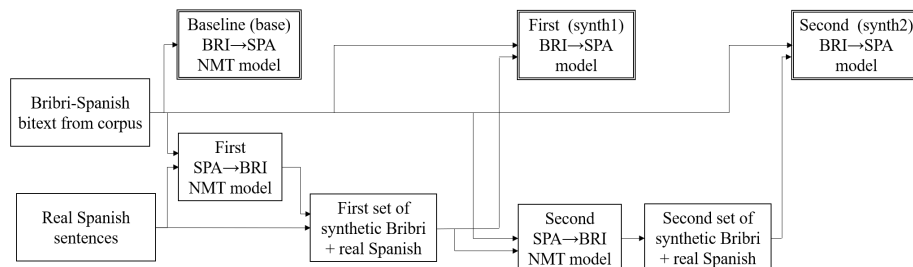 Baseline (base)
BRI→SPA
NMT model
First (synth1)
BRI→SPA
model
Second (synth2)
BRI→SPA
model
Bribri-Spanish
bitext from corpus
First
SPA→BRI
NMT model
Real Spanish
sentences
First set of
synthetic Bribri
+ real Spanish
Second
SPA→BRI
NMT model
Second set of
synthetic Bribri
+ real Spanish